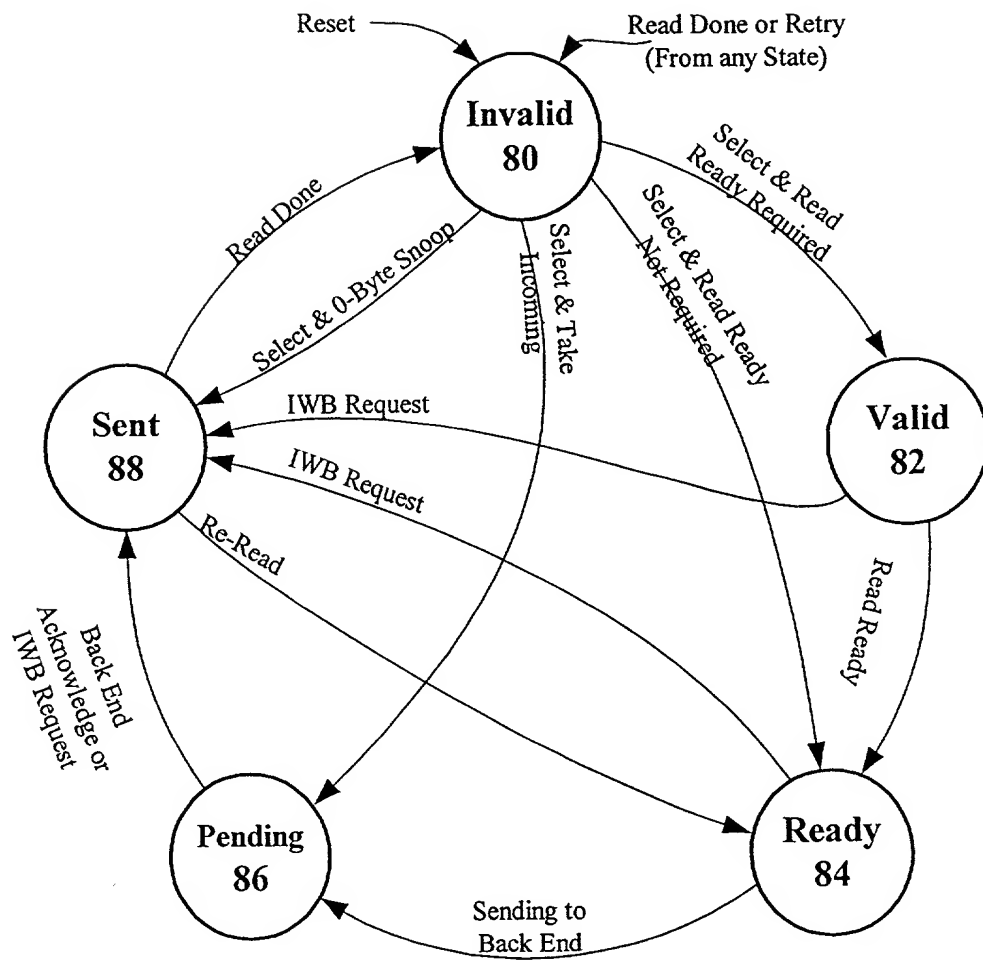 Reset
Read Done or Retry
(From any State)
Invalid
80
Select & Read
Ready Required
Select & Read Ready
Not Required
Select & Take
Incoming
Select & 0-Byte Snoop
Read Done
Sent
88
IWB Request
Valid
82
IWB Request
Re-Read
Read Ready
Back End
Acknowledge or
IWB Request
Pending
86
Ready
84
Sending to
Back End